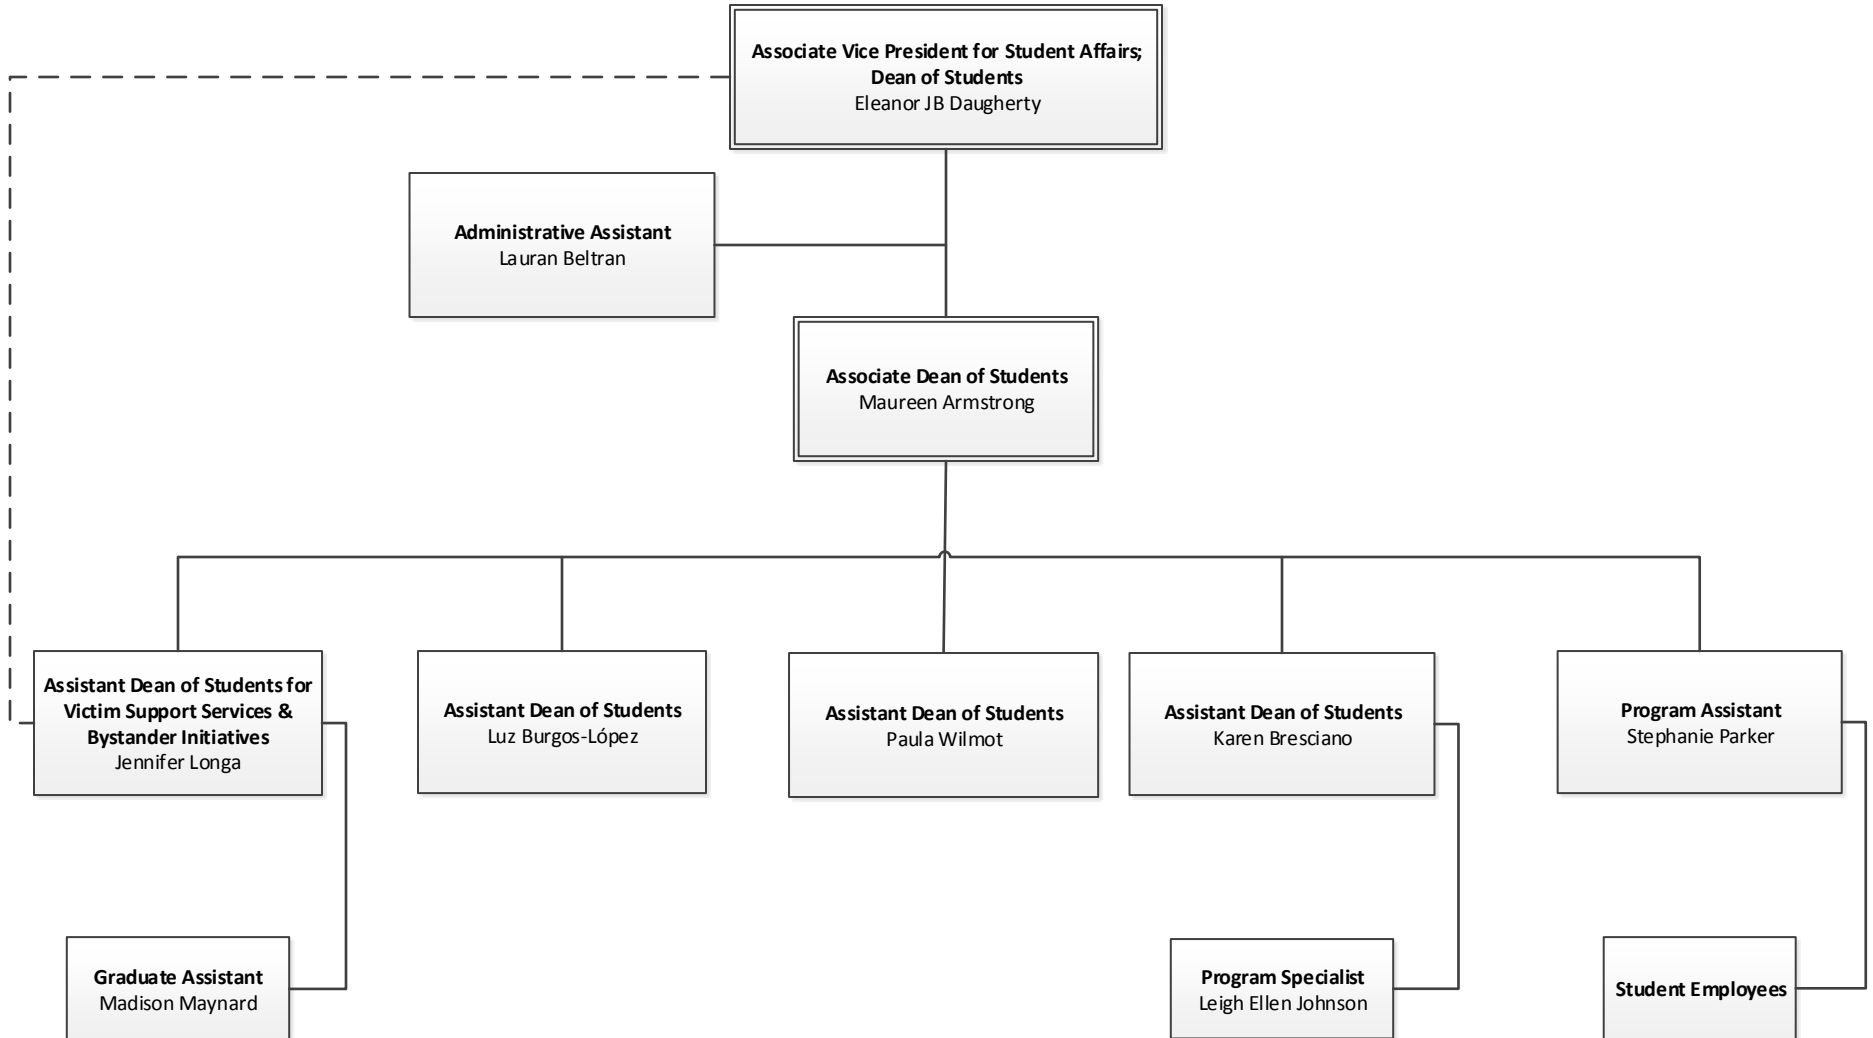 Associate Vice President for Student Affairs;
Dean of Students
Eleanor JB Daugherty
Administrative Assistant
Lauran Beltran
Associate Dean of Students
Maureen Armstrong
Assistant Dean of Students for
Victim Support Services &
Bystander Initiatives
Jennifer Longa
Assistant Dean of Students
Luz Burgos-López
Assistant Dean of Students
Paula Wilmot
Assistant Dean of Students
Karen Bresciano
Program Assistant
Stephanie Parker
Graduate Assistant
Madison Maynard
Program Specialist
Leigh Ellen Johnson
Student Employees